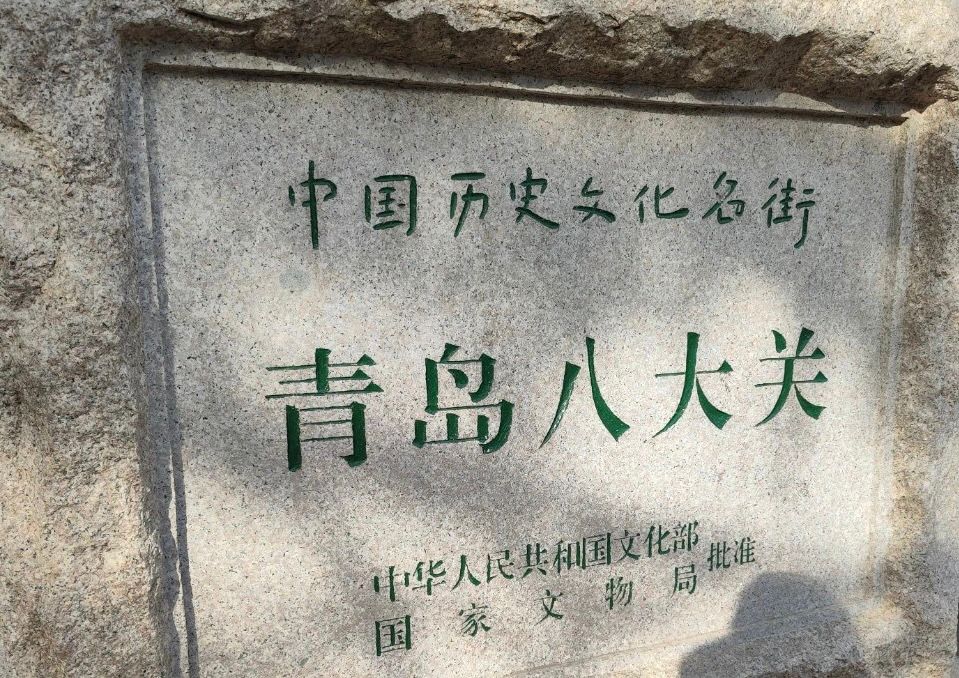 中国历史文化名街
青岛八大关
中华人民共和国文化部
国家文物局 批准